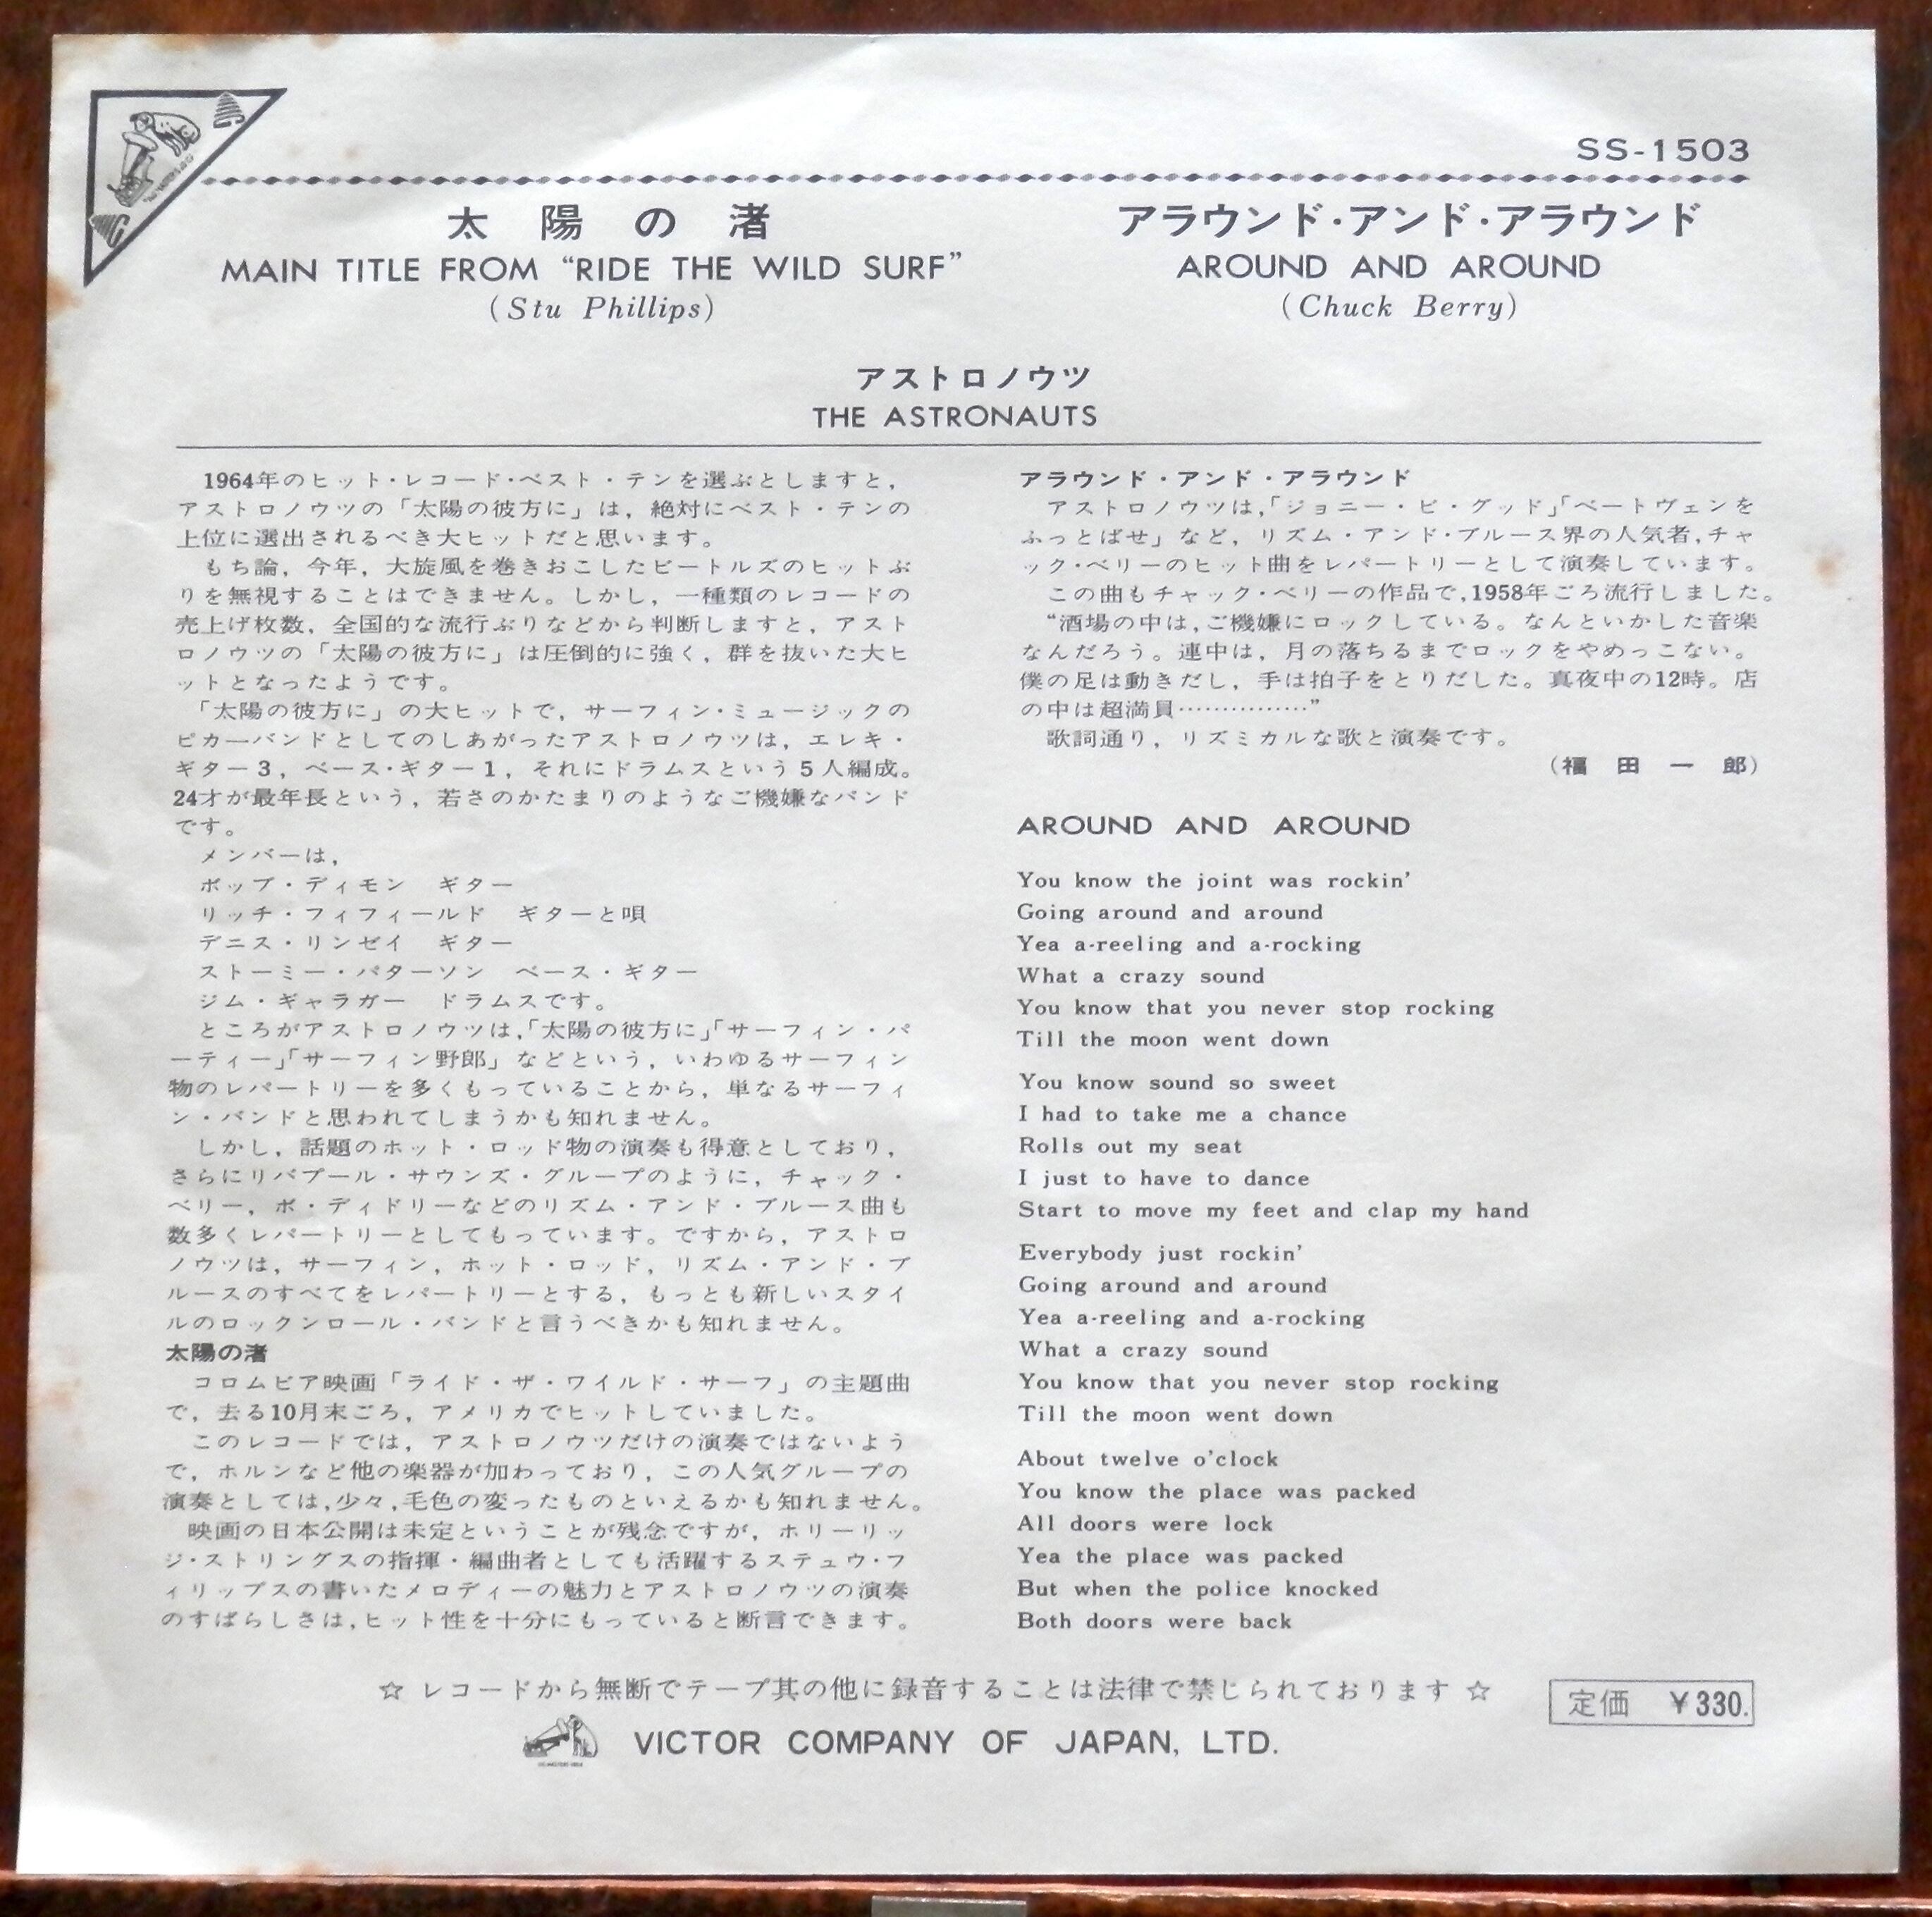 SS-1503
太陽の渚
MAIN TITLE FROM “RIDE THE WILD SURF”
(Stu Phillips)
アラウンド・アンド・アラウンド
AROUND AND AROUND
(Chuck Berry)
アストロノウツ
THE ASTRONAUTS
1964年のヒット・レコード・ベスト・テンを選ぶとしますと，
アストロノウツの「太陽の彼方に」は，絶対にベスト・テンの
上位に選出されるべき大ヒットだと思います。
もち論，今年，大旋風を巻きおこしたビートルズのヒットぶ
りを無視することはできません。しかし，一種類のレコードの
売上げ枚数，全国的な流行ぶりなどから判断しますと，アスト
ロノウツの「太陽の彼方に」は圧倒的に強く，群を抜いた大ヒ
ットとなったようです。
「太陽の彼方に」の大ヒットで，サーフィン・ミュージックの
ピカ一バンドとしてのしあがったアストロノウツは，エレキ・
ギター3，ベース・ギター1，それにドラムスという5人編成。
24才が最年長という，若さのかたまりのようなご機嫌なバンド
です。
メンバーは，
ボップ・ディモン　ギター
リッチ・フィフィールド　ギターと唄
デニス・リンゼイ　ギター
ストーミー・パターソン　ベース・ギター
ジム・ギャラガー　ドラムスです。
ところがアストロノウツは，「太陽の彼方に」「サーフィン・パ
ーティー」「サーフィン野郎」などという，いわゆるサーフィン
物のレパートリーを多くもっていることから，単なるサーフィ
ン・バンドと思われてしまうかも知れません。
しかし，話題のホット・ロッド物の演奏も得意としており，
さらにリバプール・サウンズ・グループのように，チャック・
ベリー，ボ・ディドリーなどのリズム・アンド・ブルース曲も
数多くレパートリーとしてもっています。ですから，アストロ
ノウツは，サーフィン，ホット・ロッド，リズム・アンド・ブ
ルースのすべてをレパートリーとする，もっとも新しいスタイ
ルのロックンロール・バンドと言うべきかも知れません。
太陽の渚
コロムビア映画「ライド・ザ・ワイルド・サーフ」の主題曲
で，去る10月末ごろ，アメリカでヒットしていました。
このレコードでは，アストロノウツだけの演奏ではないよう
で，ホルンなど他の楽器が加わっており，この人気グループの
演奏としては，少々，毛色の変ったものといえるかも知れません。
映画の日本公開は未定ということが残念ですが，ホリーリッ
ジ・ストリングスの指揮・編曲者としても活躍するステュウ・フ
ィリップスの書いたメロディーの魅力とアストロノウツの演奏
のすばらしさは，ヒット性を十分にもっていると断言できます。
アラウンド・アンド・アラウンド
アストロノウツは，「ジョニー・ビ・グッド」「ベートヴェンを
ふっとばせ」など，リズム・アンド・ブルース界の人気者，チャ
ック・ベリーのヒット曲をレパートリーとして演奏しています。
この曲もチャック・ベリーの作品で，1958年ごろ流行しました。
“酒場の中は，ご機嫌にロックしている。なんといかした音楽
なんだろう。連中は，月の落ちるまでロックをやめっこない。
僕の足は動きだし，手は拍子をとりだした。真夜中の12時。店
の中は超満員……………”
歌詞通り，リズミカルな歌と演奏です。
（福田一郎）
AROUND AND AROUND
You know the joint was rockin’
Going around and around
Yea a-reeling and a-rocking
What a crazy sound
You know that you never stop rocking
Till the moon went down
You know sound so sweet
I had to take me a chance
Rolls out my seat
I just to have to dance
Start to move my feet and clap my hand
Everybody just rockin’
Going around and around
Yea a-reeling and a-rocking
What a crazy sound
You know that you never stop rocking
Till the moon went down
About twelve o’clock
You know the place was packed
All doors were lock
Yea the place was packed
But when the police knocked
Both doors were back
☆ レコードから無断でテープ其の他に録音することは法律で禁じられております ☆
定価　￥330.
VICTOR COMPANY OF JAPAN, LTD.